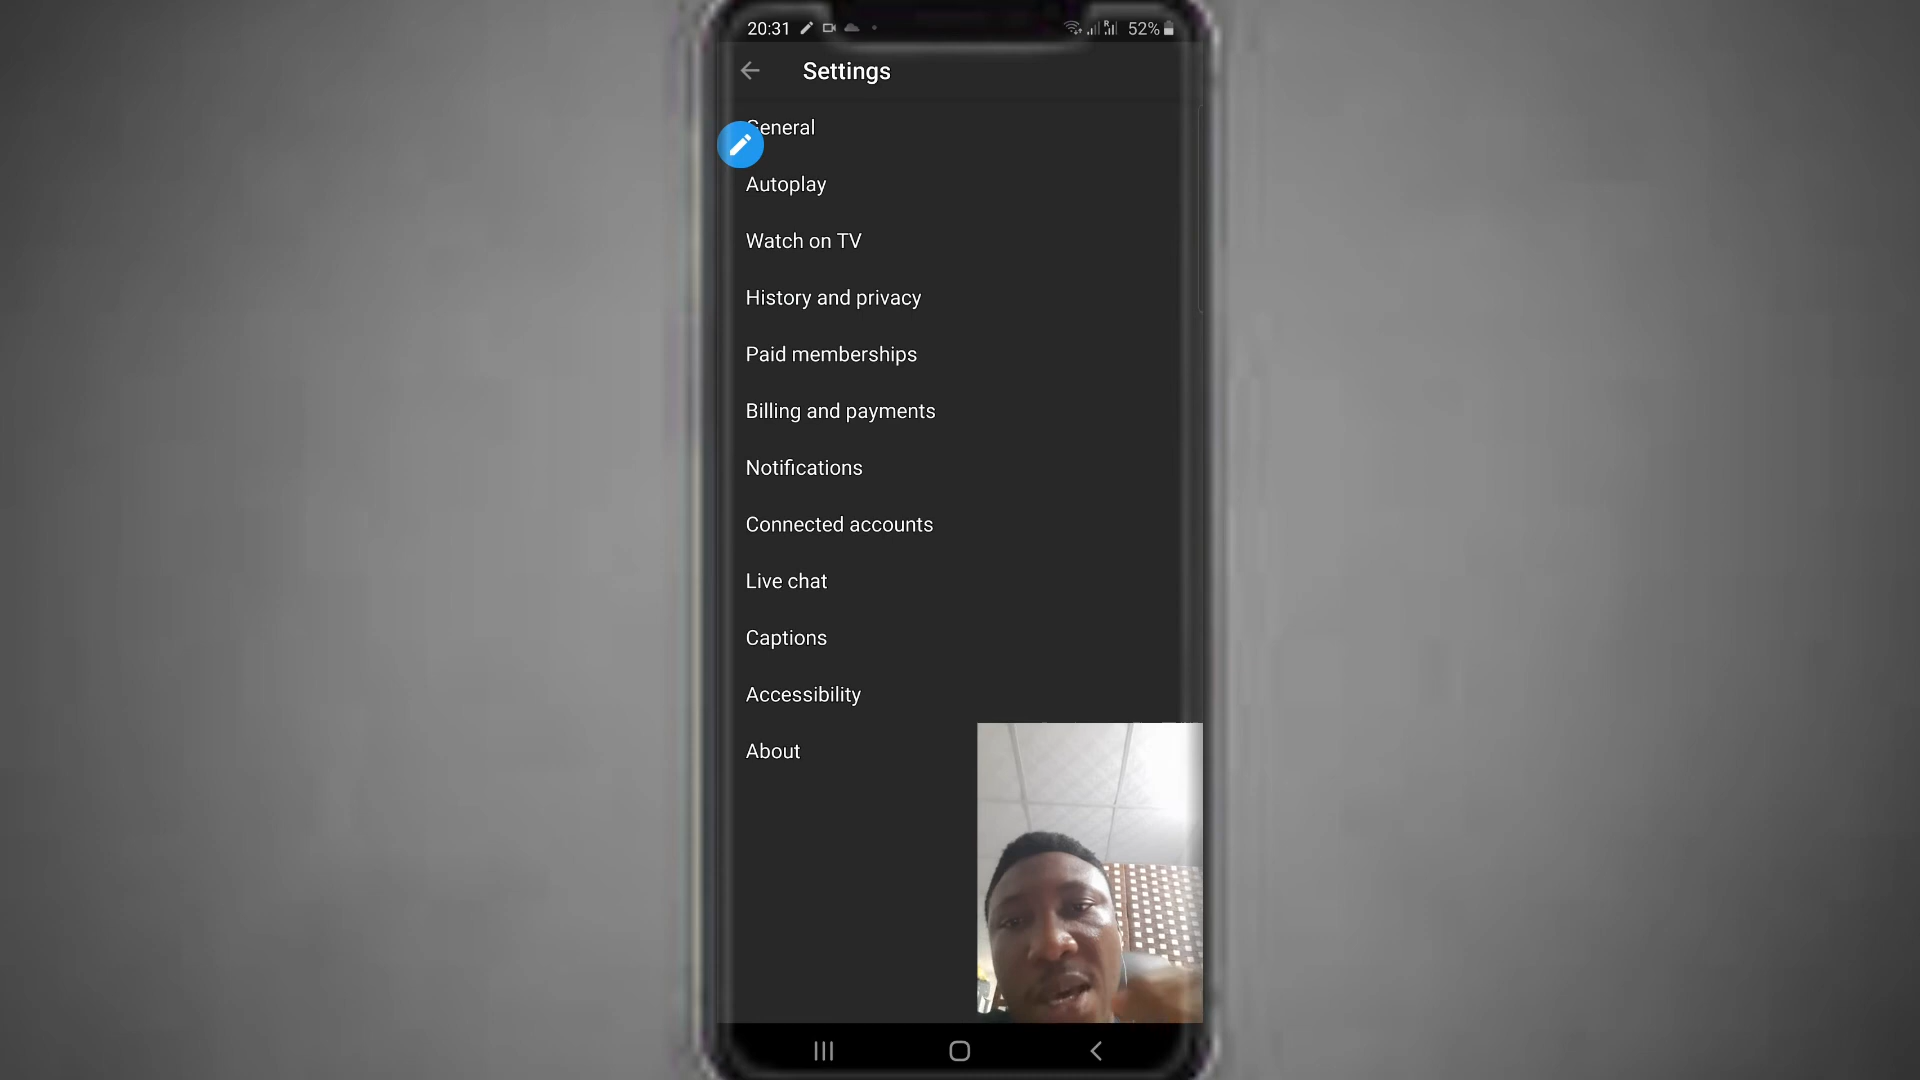 20:31
52%
Settings
General
Autoplay
Watch on TV
History and privacy
Paid memberships
Billing and payments
Notifications
Connected accounts
Live chat
Captions
Accessibility
About